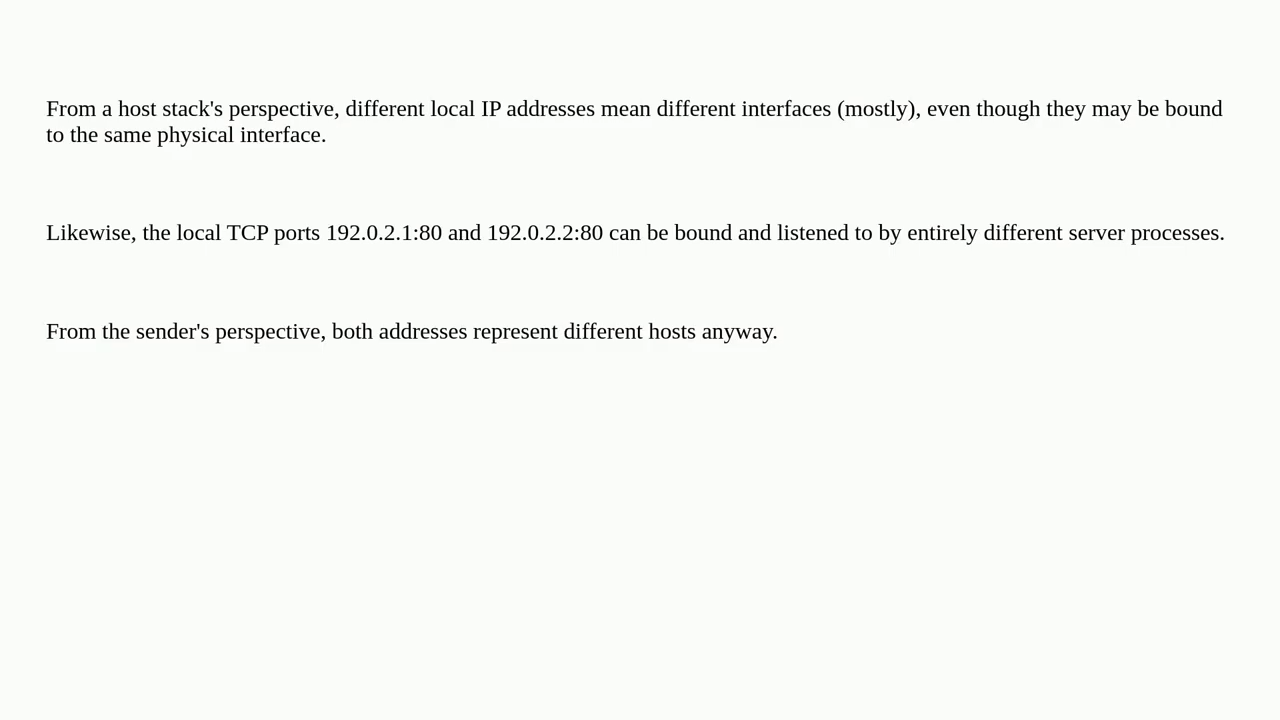 From a host stack's perspective, different local IP addresses mean different interfaces (mostly), even though they may be bound
to the same physical interface.
Likewise, the local TCP ports 192.0.2.1:80 and 192.0.2.2:80 can be bound and listened to by entirely different server processes.
From the sender's perspective, both addresses represent different hosts anyway.